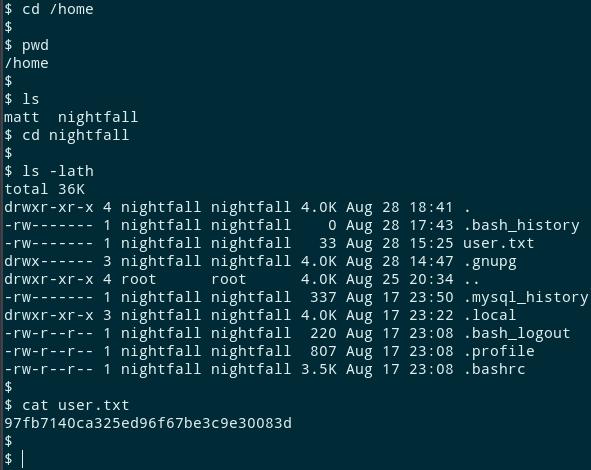 $ cd /home
$
$ pwd
/home
$
$ ls
matt  nightfall
$ cd nightfall
$
$ ls -lath
total 36K
drwxr-xr-x 4 nightfall nightfall 4.0K Aug 28 18:41 .
-rw------- 1 nightfall nightfall    0 Aug 28 17:43 .bash_history
-rw------- 1 nightfall nightfall   33 Aug 28 15:25 user.txt
drwx------ 3 nightfall nightfall 4.0K Aug 28 14:47 .gnupg
drwxr-xr-x 4 root      root      4.0K Aug 25 20:34 ..
-rw------- 1 nightfall nightfall  337 Aug 17 23:50 .mysql_history
drwxr-xr-x 3 nightfall nightfall 4.0K Aug 17 23:22 .local
-rw-r--r-- 1 nightfall nightfall  220 Aug 17 23:08 .bash_logout
-rw-r--r-- 1 nightfall nightfall  807 Aug 17 23:08 .profile
-rw-r--r-- 1 nightfall nightfall 3.5K Aug 17 23:08 .bashrc
$
$ cat user.txt
97fb7140ca325ed96f67be3c9e30083d
$
$